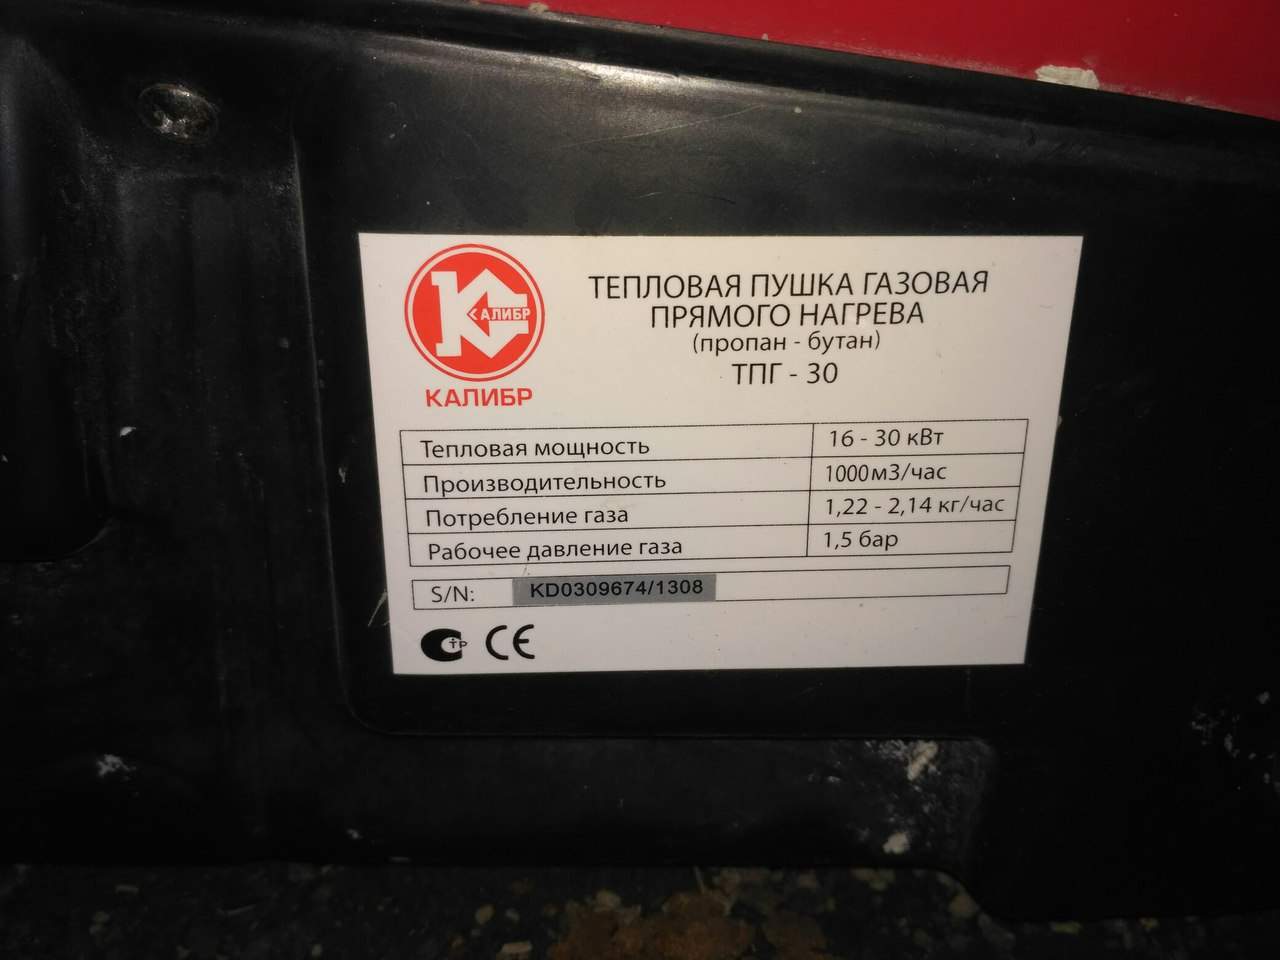 КАЛИБР
КАЛИБР
ТЕПЛОВАЯ ПУШКА ГАЗОВАЯ
ПРЯМОГО НАГРЕВА
(пропан - бутан)
ТПГ - 30
Тепловая мощность 16 - 30 кВт
Производительность 1000м3/час
Потребление газа 1,22 - 2,14 кг/час
Рабочее давление газа 1,5 бар
S/N: KD0309674/1308
СТР CE